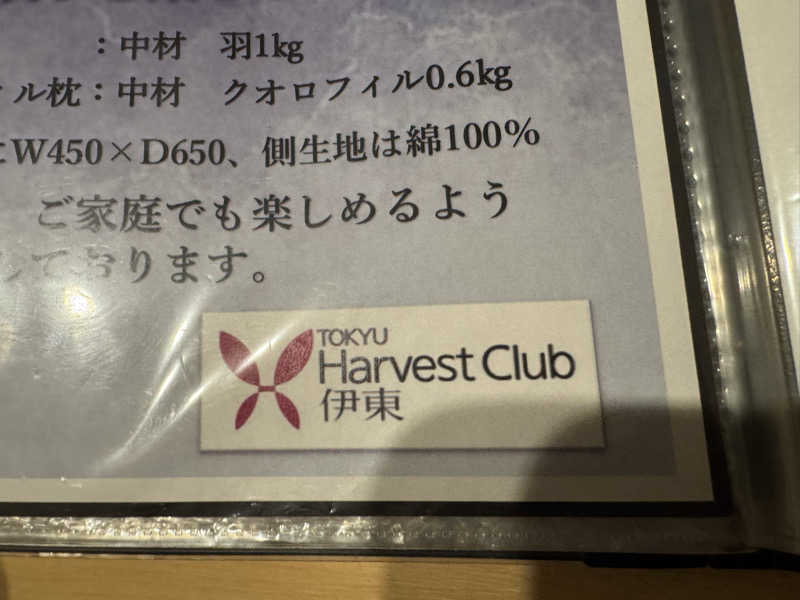 ：中材　羽1kg
ル枕：中材　クオロフィル0.6kg
W450×D650、側生地は綿100%
ご家庭でも楽しめるよう
ております。
TOKYU
Harvest Club
伊東